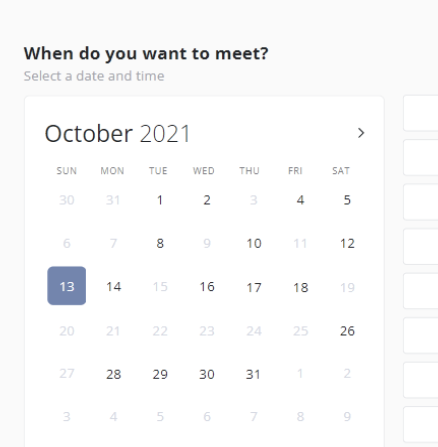 When do you want to meet?
Select a date and time
October 2021
SUN MON TUE WED THU FRI SAT
30 31 1 2 3 4 5
6 7 8 9 10 11 12
13 14 15 16 17 18 19
20 21 22 23 24 25 26
27 28 29 30 31 1 2
3 4 5 6 7 8 9